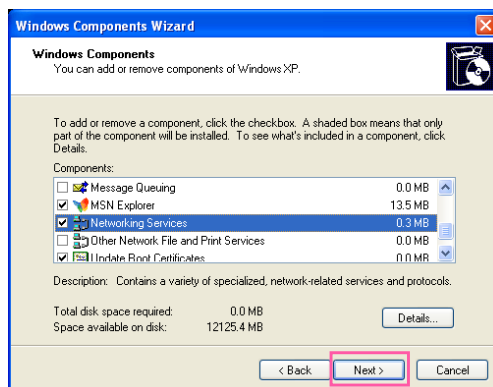 Windows Components Wizard
Windows Components
You can add or remove components of Windows XP.
To add or remove a component, click the checkbox. A shaded box means that only
part of the component will be installed. To see what's included in a component, click
Details.
Components:
Message Queuing 0.0 MB
MSN Explorer 13.5 MB
Networking Services 0.3 MB
Other Network File and Print Services 0.0 MB
Update Root Certificates 0.0 MB
Description: Contains a variety of specialized, network-related services and protocols.
Total disk space required: 0.0 MB
Space available on disk: 12125.4 MB
Details...
< Back Next > Cancel